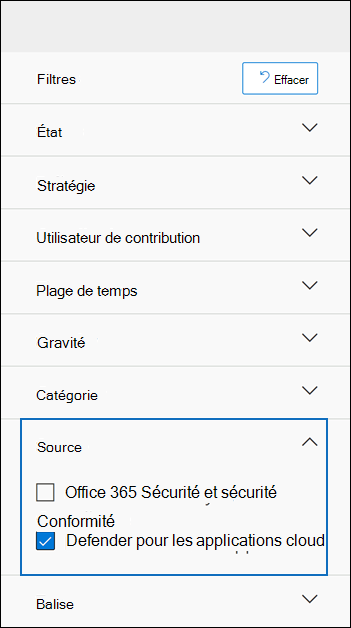 Filtres
Effacer
État
Stratégie
Utilisateur de contribution
Plage de temps
Gravité
Catégorie
Source
Office 365 Sécurité et sécurité
Conformité
Defender pour les applications cloud
Balise